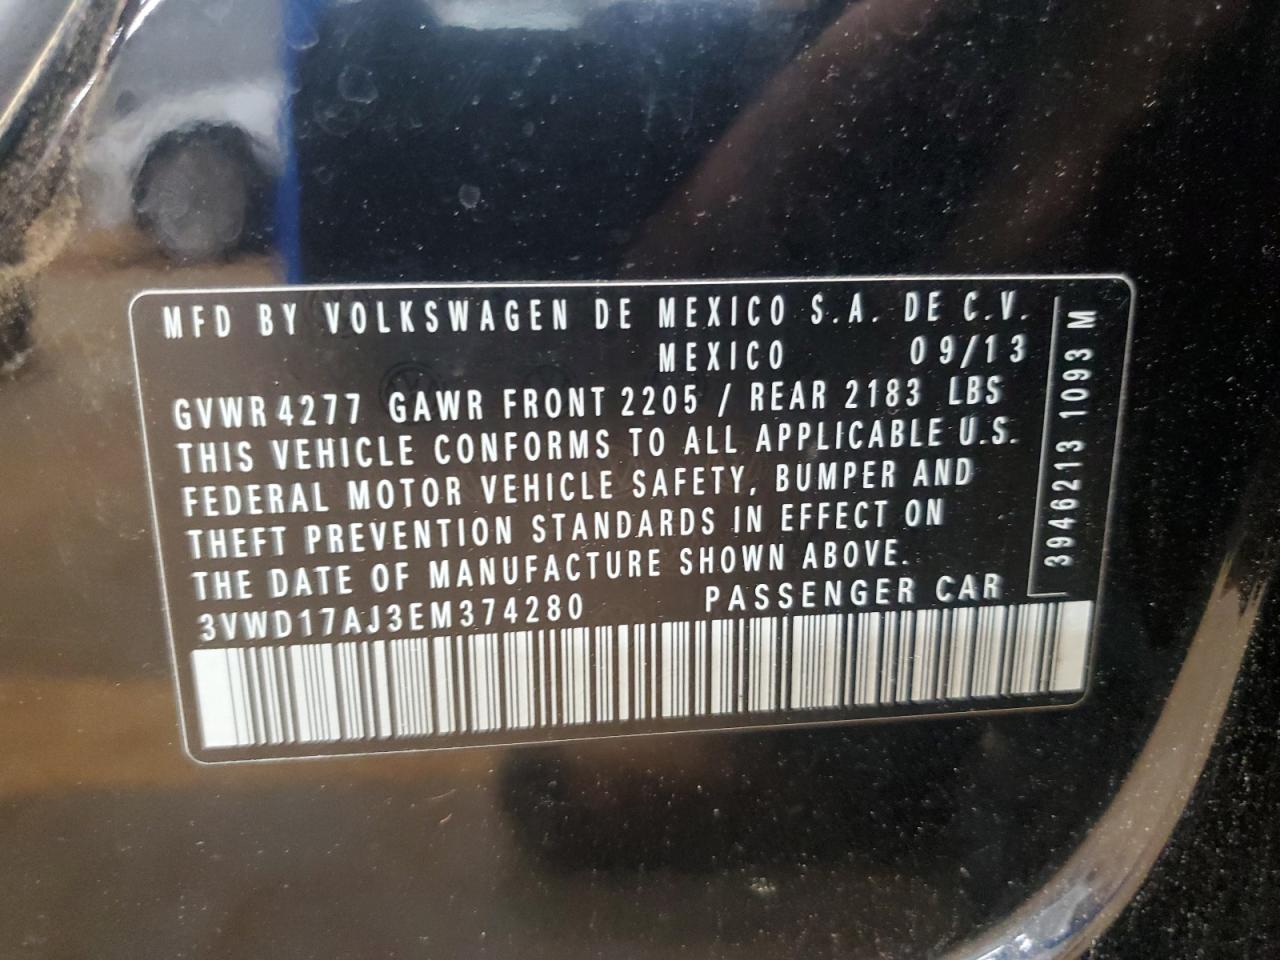 MFD BY VOLKSWAGEN DE MEXICO S.A. DE C.V.
MEXICO 09/13
GVWR 4277 GAWR FRONT 2205 / REAR 2183 LBS
THIS VEHICLE CONFORMS TO ALL APPLICABLE U.S.
FEDERAL MOTOR VEHICLE SAFETY, BUMPER AND
THEFT PREVENTION STANDARDS IN EFFECT ON
THE DATE OF MANUFACTURE SHOWN ABOVE.
3VWD17AJ3EM374280 PASSENGER CAR
3946213 1093 M